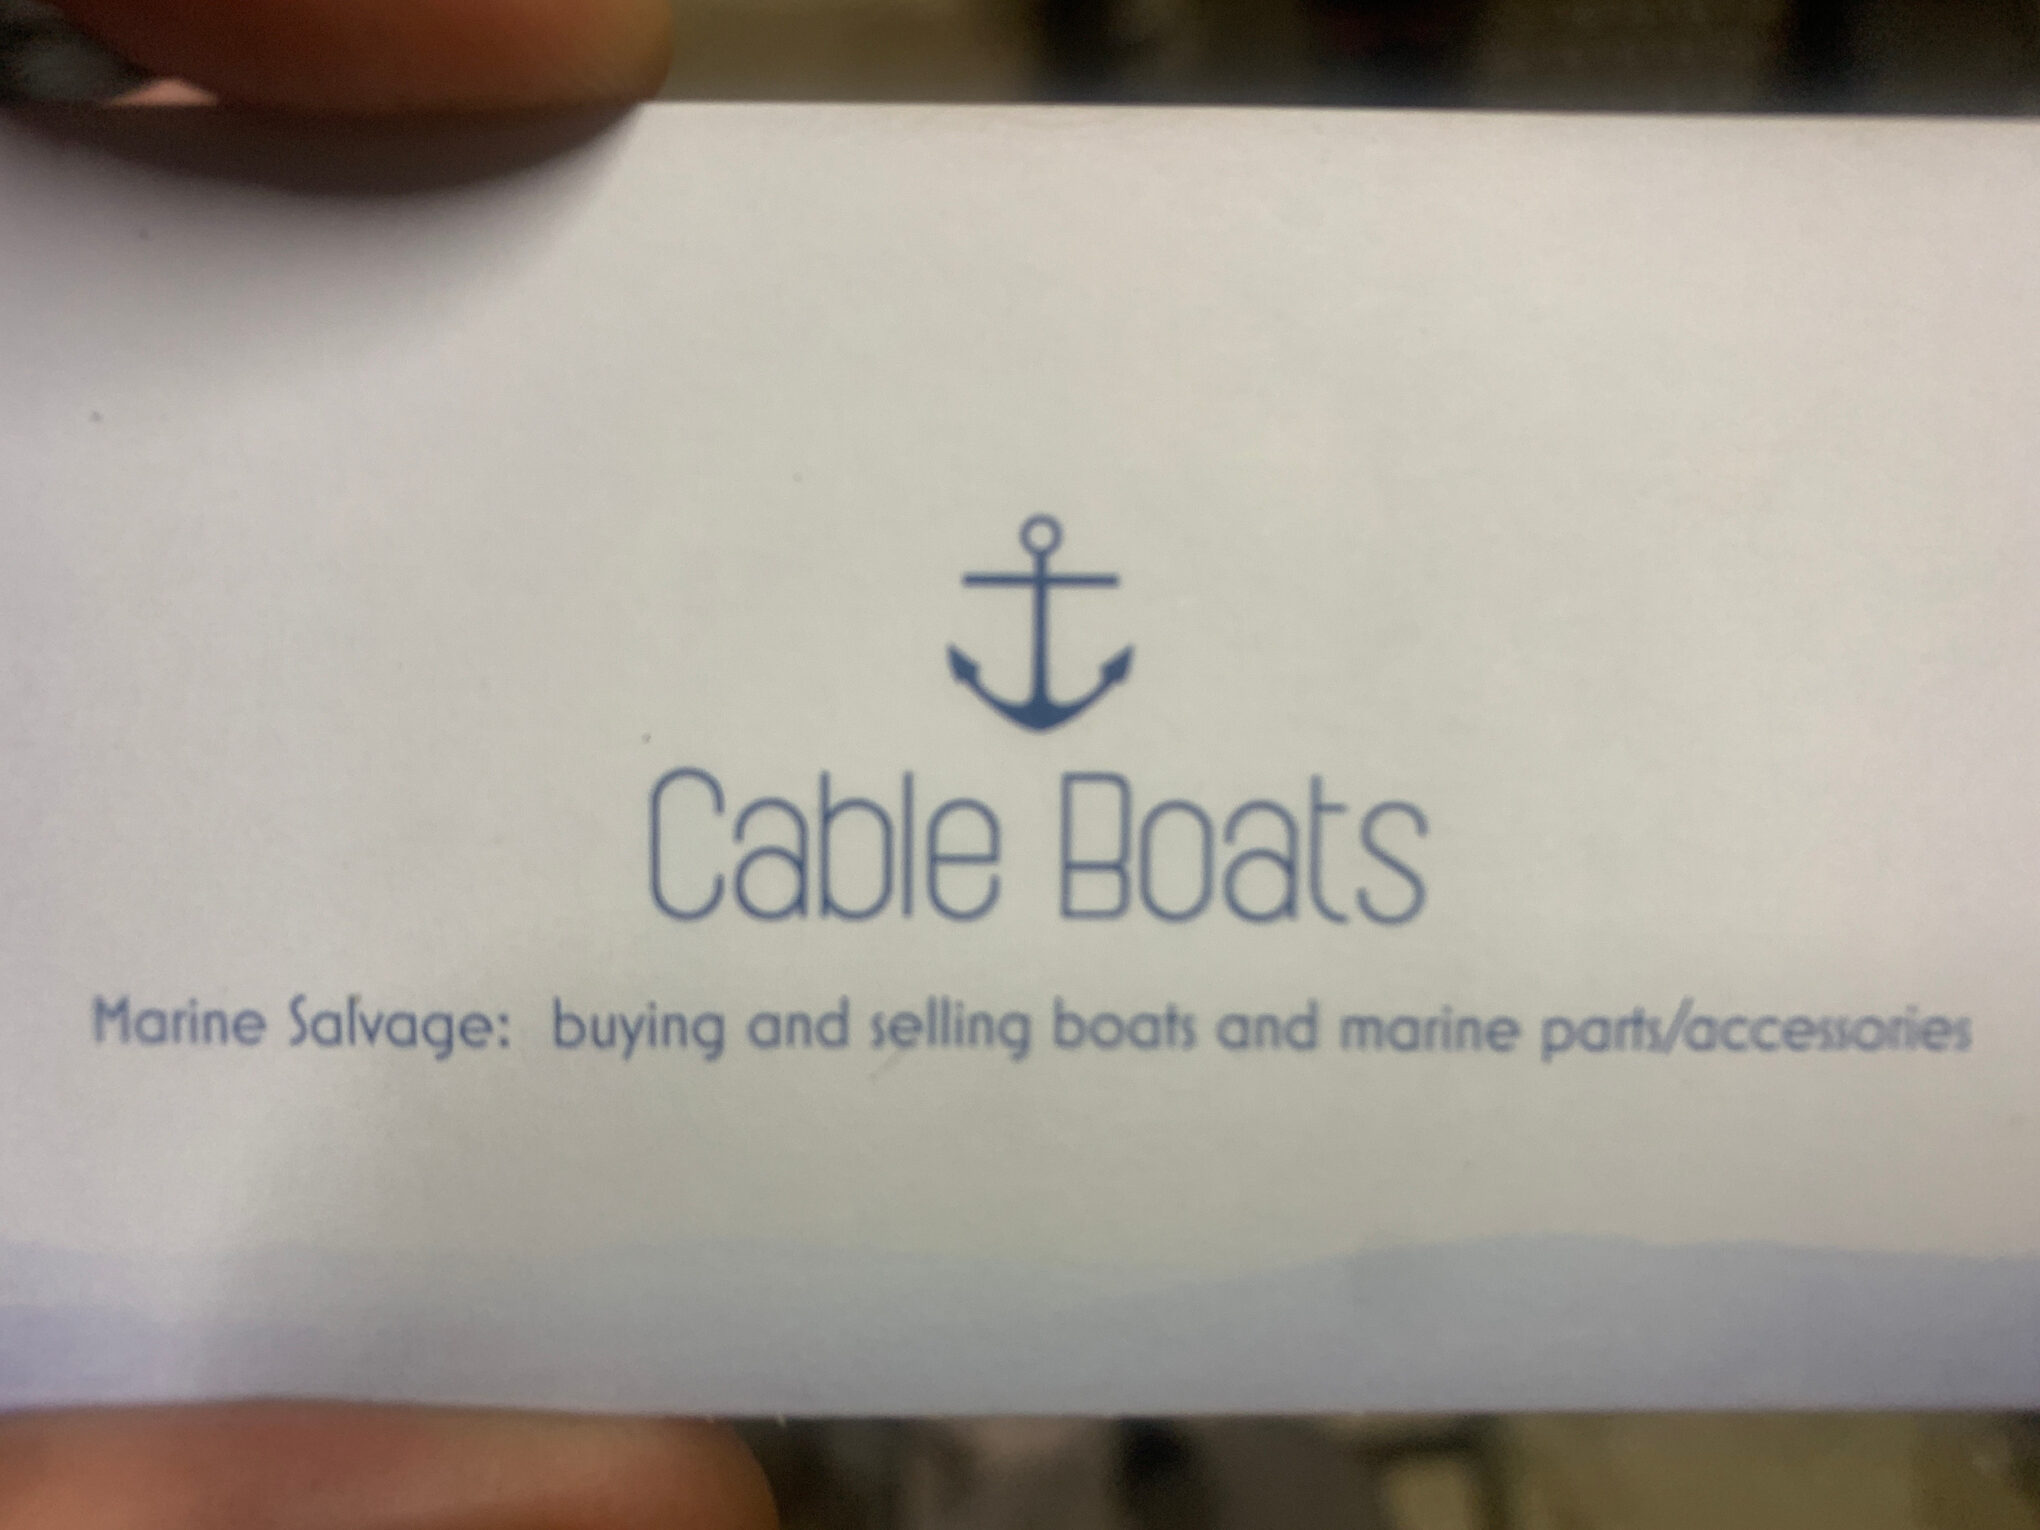 Cable Boats
Marine Salvage: buying and selling boats and marine parts/accessories